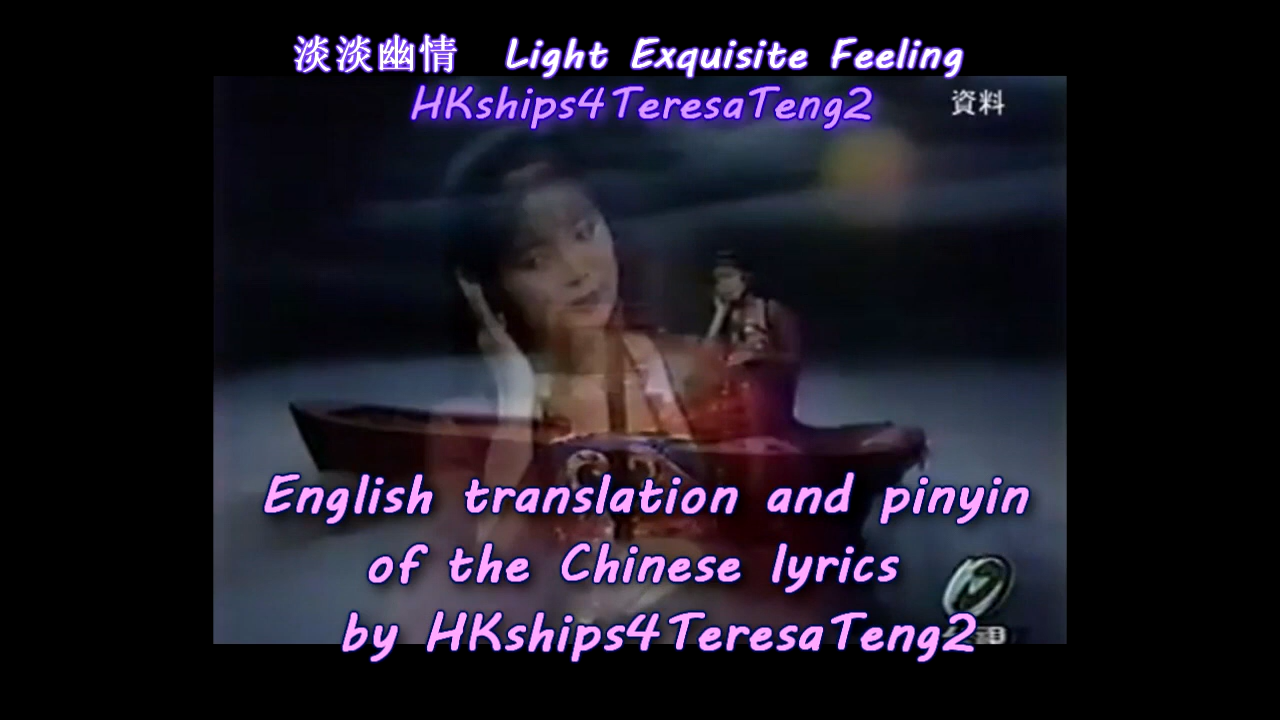 淡淡幽情 Light Exquisite Feeling
HKships4TeresaTeng2
資料
English translation and pinyin
of the Chinese lyrics
by HKships4TeresaTeng2